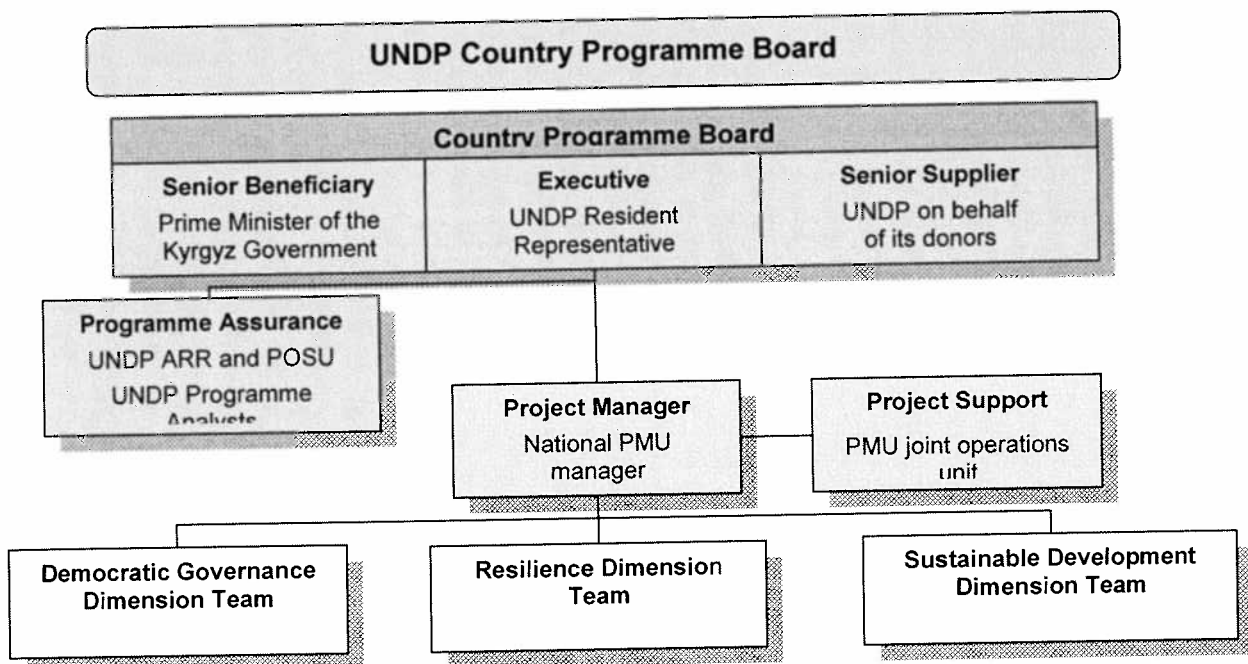 UNDP Country Programme Board
Country Programme Board
Senior Beneficiary
Prime Minister of the
Kyrgyz Government
Executive
UNDP Resident
Representative
Senior Supplier
UNDP on behalf
of its donors
Programme Assurance
UNDP ARR and POSU
UNDP Programme
Analysts
Project Manager
National PMU
manager
Project Support
PMU joint operations
unit
Democratic Governance
Dimension Team
Resilience Dimension
Team
Sustainable Development
Dimension Team